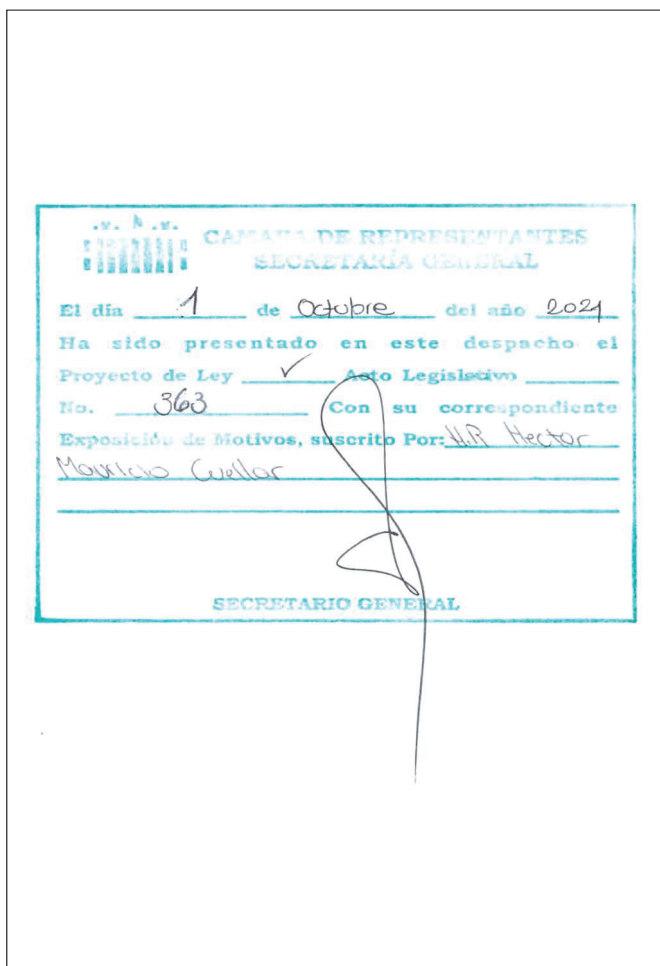 CAMARA DE REPRESENTANTES
SECRETARÍA GENERAL
El día 1 de Octubre del año 2021
Ha sido presentado en este despacho el
Proyecto de Ley ✓ Acto Legislativo
No. 363 Con su correspondiente
Exposición de Motivos, suscrito Por: H.R Hector
Mauricio Cuellar
SECRETARIO GENERAL